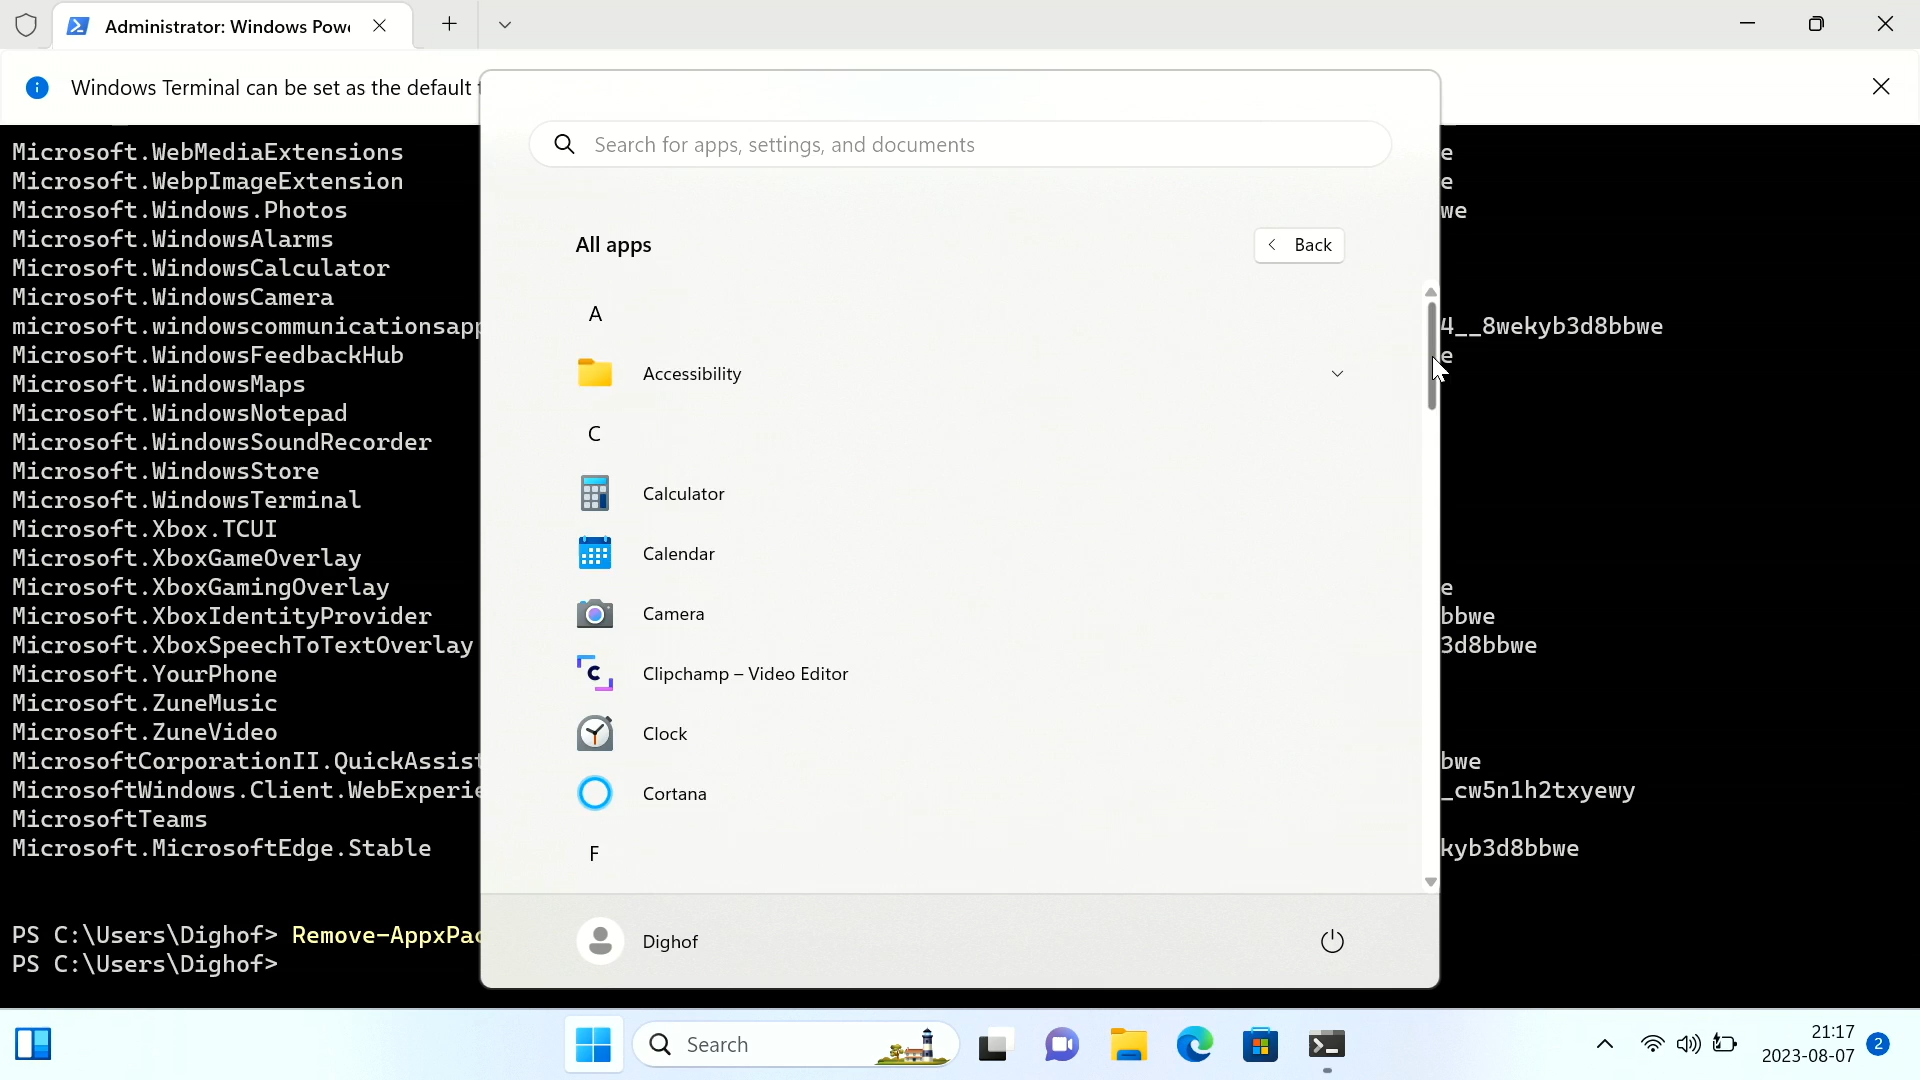 Administrator: Windows Powe
Windows Terminal can be set as the default t
Search for apps, settings, and documents
All apps
Back
A
Accessibility
C
Calculator
Calendar
Camera
Clipchamp – Video Editor
Clock
Cortana
F
Dighof
Microsoft.WebMediaExtensions e
Microsoft.WebpImageExtension e
Microsoft.Windows.Photos we
Microsoft.WindowsAlarms
Microsoft.WindowsCalculator
Microsoft.WindowsCamera
microsoft.windowscommunicationsapp 4__8wekyb3d8bbwe
Microsoft.WindowsFeedbackHub e
Microsoft.WindowsMaps
Microsoft.WindowsNotepad
Microsoft.WindowsSoundRecorder
Microsoft.WindowsStore
Microsoft.WindowsTerminal
Microsoft.Xbox.TCUI
Microsoft.XboxGameOverlay
Microsoft.XboxGamingOverlay e
Microsoft.XboxIdentityProvider bbwe
Microsoft.XboxSpeechToTextOverlay 3d8bbwe
Microsoft.YourPhone
Microsoft.ZuneMusic
Microsoft.ZuneVideo
MicrosoftCorporationII.QuickAssist bwe
MicrosoftWindows.Client.WebExperie _cw5n1h2txyewy
MicrosoftTeams
Microsoft.MicrosoftEdge.Stable kyb3d8bbwe
PS C:\Users\Dighof> Remove-AppxPac
PS C:\Users\Dighof>
Search
21:17
2023-08-07
2